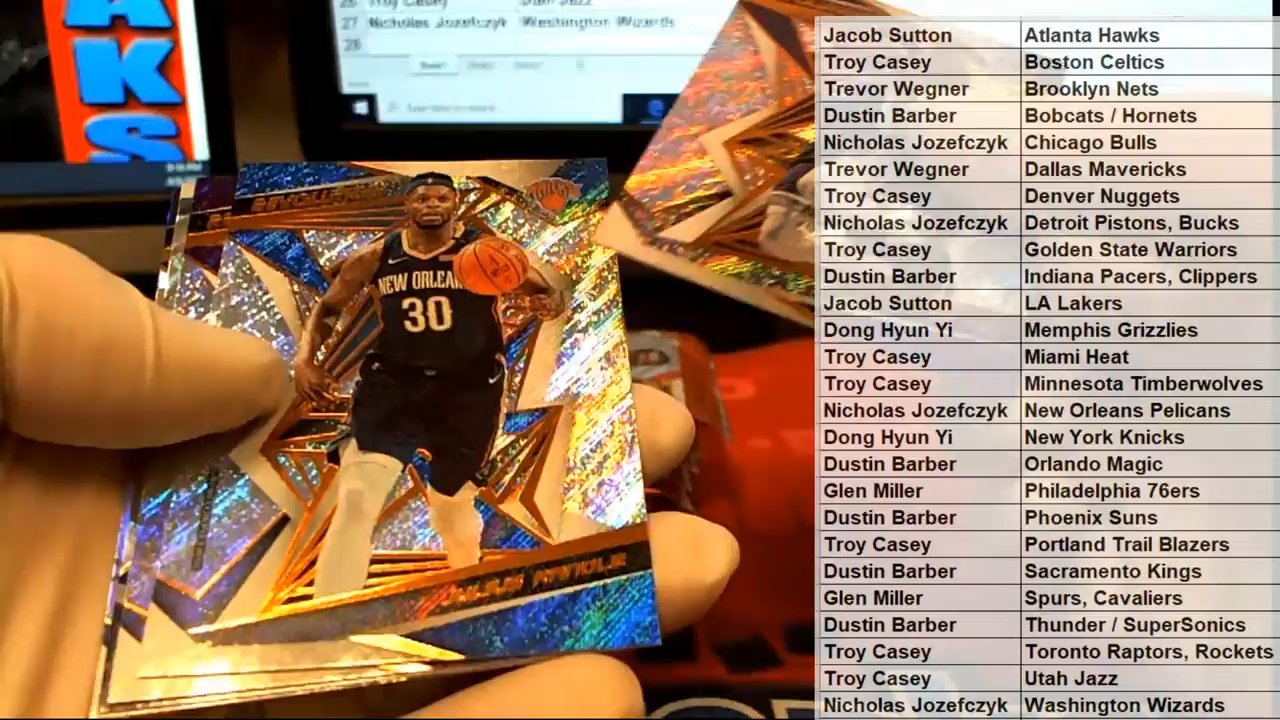 AKS
26 Troy Casey Utah Jazz
27 Nicholas Jozefczyk Washington Wizards
28
REVOLUTION
NEW ORLEAN
30
JULIUS RANDLE
Jacob Sutton Atlanta Hawks
Troy Casey Boston Celtics
Trevor Wegner Brooklyn Nets
Dustin Barber Bobcats / Hornets
Nicholas Jozefczyk Chicago Bulls
Trevor Wegner Dallas Mavericks
Troy Casey Denver Nuggets
Nicholas Jozefczyk Detroit Pistons, Bucks
Troy Casey Golden State Warriors
Dustin Barber Indiana Pacers, Clippers
Jacob Sutton LA Lakers
Dong Hyun Yi Memphis Grizzlies
Troy Casey Miami Heat
Troy Casey Minnesota Timberwolves
Nicholas Jozefczyk New Orleans Pelicans
Dong Hyun Yi New York Knicks
Dustin Barber Orlando Magic
Glen Miller Philadelphia 76ers
Dustin Barber Phoenix Suns
Troy Casey Portland Trail Blazers
Dustin Barber Sacramento Kings
Glen Miller Spurs, Cavaliers
Dustin Barber Thunder / SuperSonics
Troy Casey Toronto Raptors, Rockets
Troy Casey Utah Jazz
Nicholas Jozefczyk Washington Wizards